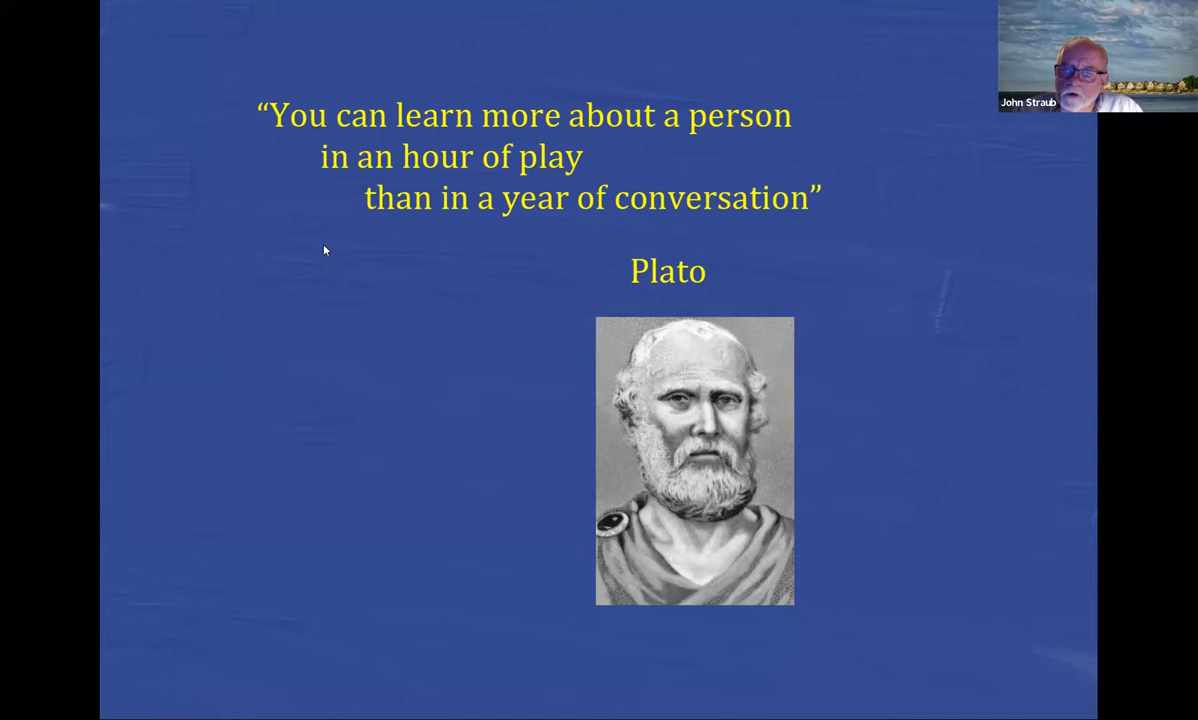 “You can learn more about a person
in an hour of play
than in a year of conversation”
Plato
John Straub